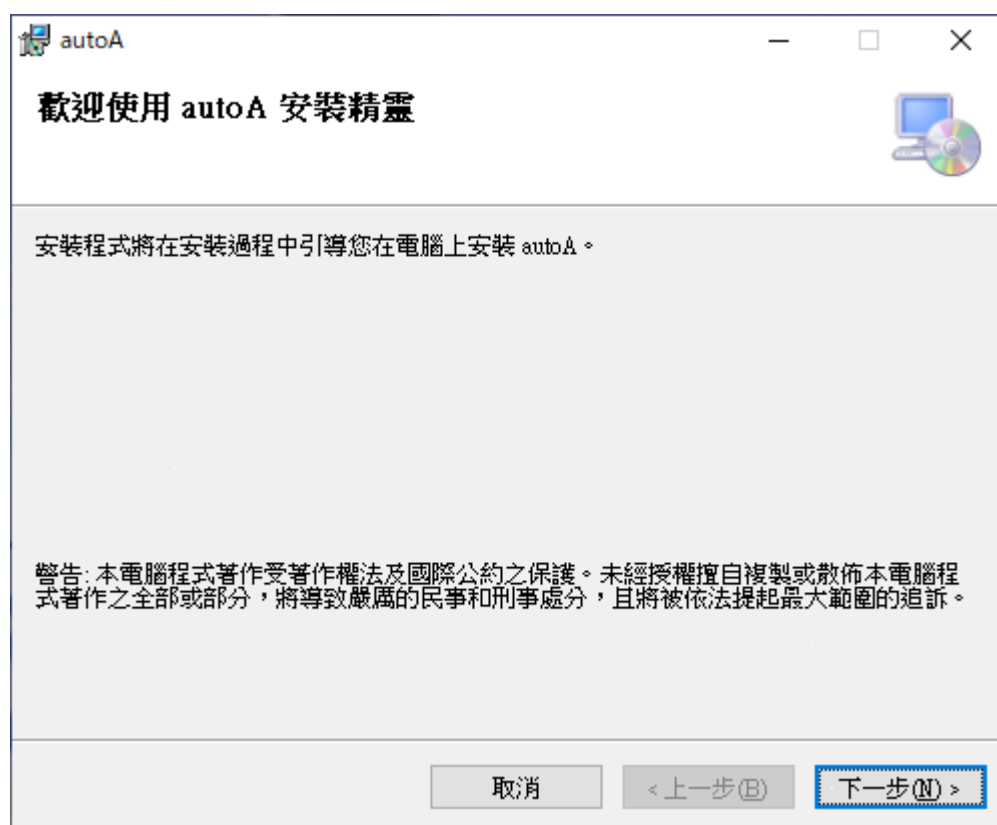 autoA
歡迎使用 autoA 安裝精靈
安裝程式將在安裝過程中引導您在電腦上安裝 autoA。
警告: 本電腦程式著作受著作權法及國際公約之保護。未經授權擅自複製或散佈本電腦程
式著作之全部或部分，將導致嚴厲的民事和刑事處分，且將被依法提起最大範圍的追訴。
取消
<上一步(B)
下一步(N) >